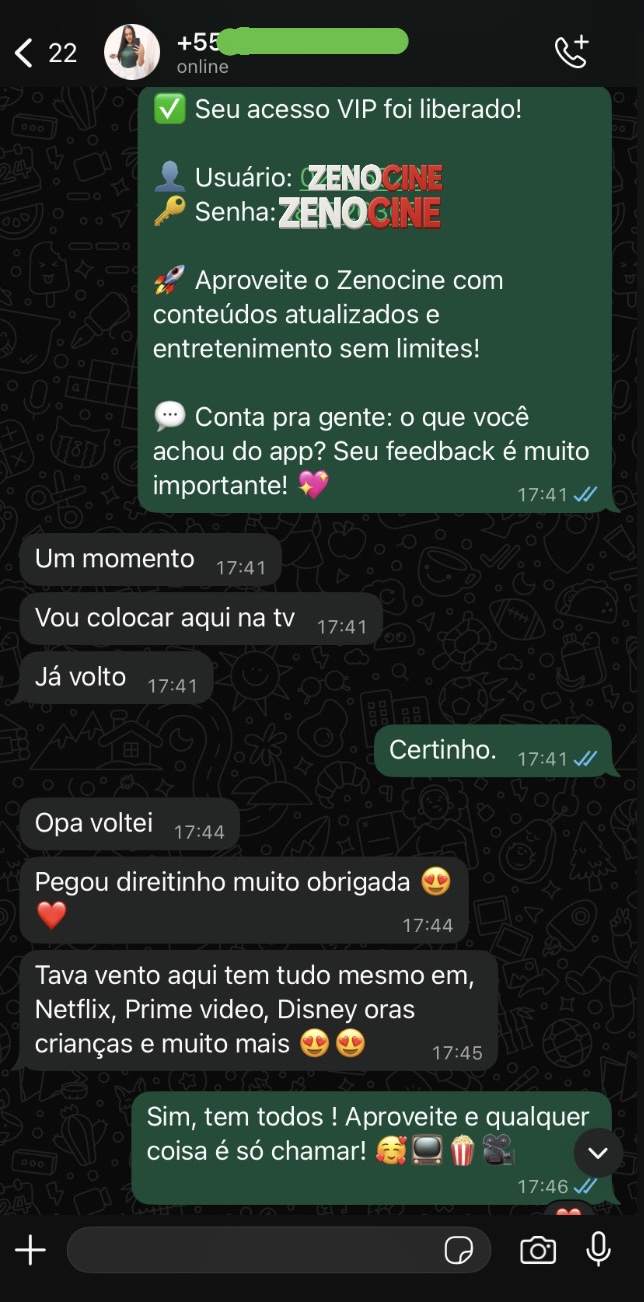 22
+55
online
✅ Seu acesso VIP foi liberado!
👤 Usuário: ZENOCINE
🔑 Senha: ZENOCINE
🚀 Aproveite o Zenocine com
conteúdos atualizados e
entretenimento sem limites!
💬 Conta pra gente: o que você
achou do app? Seu feedback é muito
importante! 💖
17:41
Um momento 17:41
Vou colocar aqui na tv 17:41
Já volto 17:41
Certinho. 17:41
Opa voltei 17:44
Pegou direitinho muito obrigada 😍
❤️ 17:44
Tava vento aqui tem tudo mesmo em,
Netflix, Prime video, Disney oras
crianças e muito mais 😍😍 17:45
Sim, tem todos ! Aproveite e qualquer
coisa é só chamar! 🥰📺🍿🎥
17:46